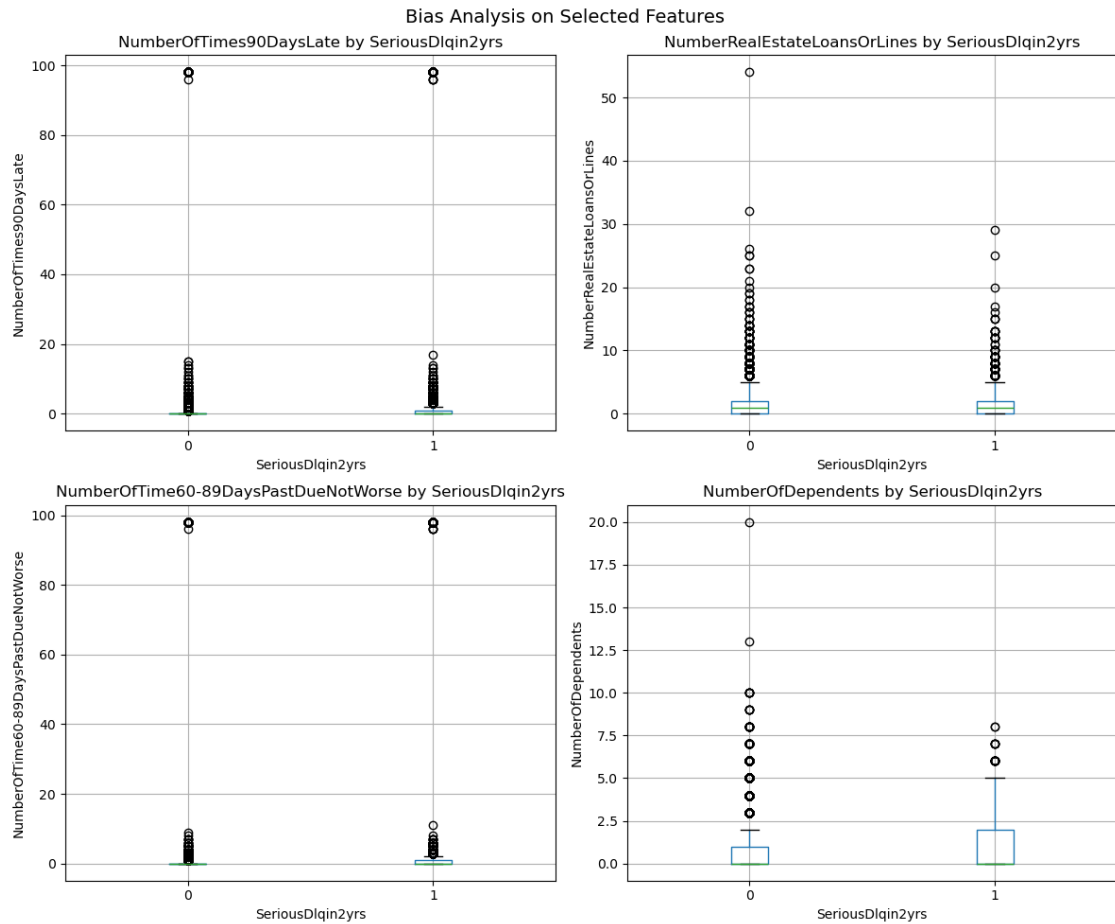 Bias Analysis on Selected Features
NumberOfTimes90DaysLate by SeriousDlqin2yrs
NumberOfTimes90DaysLate
100
80
60
40
20
0
0
1
SeriousDlqin2yrs
NumberRealEstateLoansOrLines by SeriousDlqin2yrs
NumberRealEstateLoansOrLines
50
40
30
20
10
0
0
1
SeriousDlqin2yrs
NumberOfTime60-89DaysPastDueNotWorse by SeriousDlqin2yrs
NumberOfTime60-89DaysPastDueNotWorse
100
80
60
40
20
0
0
1
SeriousDlqin2yrs
NumberOfDependents by SeriousDlqin2yrs
NumberOfDependents
20.0
17.5
15.0
12.5
10.0
7.5
5.0
2.5
0.0
0
1
SeriousDlqin2yrs